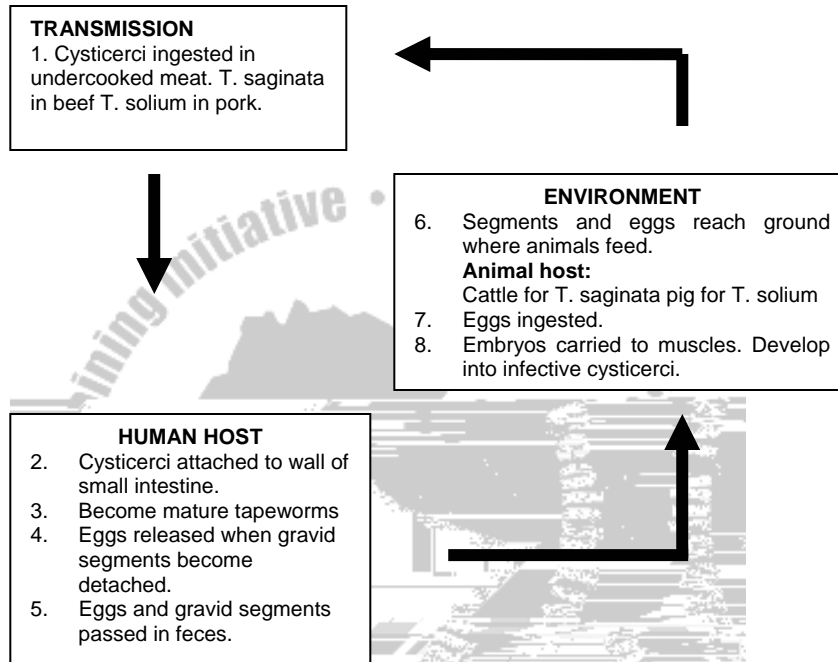 TRANSMISSION
1. Cysticerci ingested in
undercooked meat. T. saginata
in beef T. solium in pork.
ining Initiative •
ENVIRONMENT
6. Segments and eggs reach ground
where animals feed.
Animal host:
Cattle for T. saginata pig for T. solium
7. Eggs ingested.
8. Embryos carried to muscles. Develop
into infective cysticerci.
HUMAN HOST
2. Cysticerci attached to wall of
small intestine.
3. Become mature tapeworms
4. Eggs released when gravid
segments become
detached.
5. Eggs and gravid segments
passed in feces.